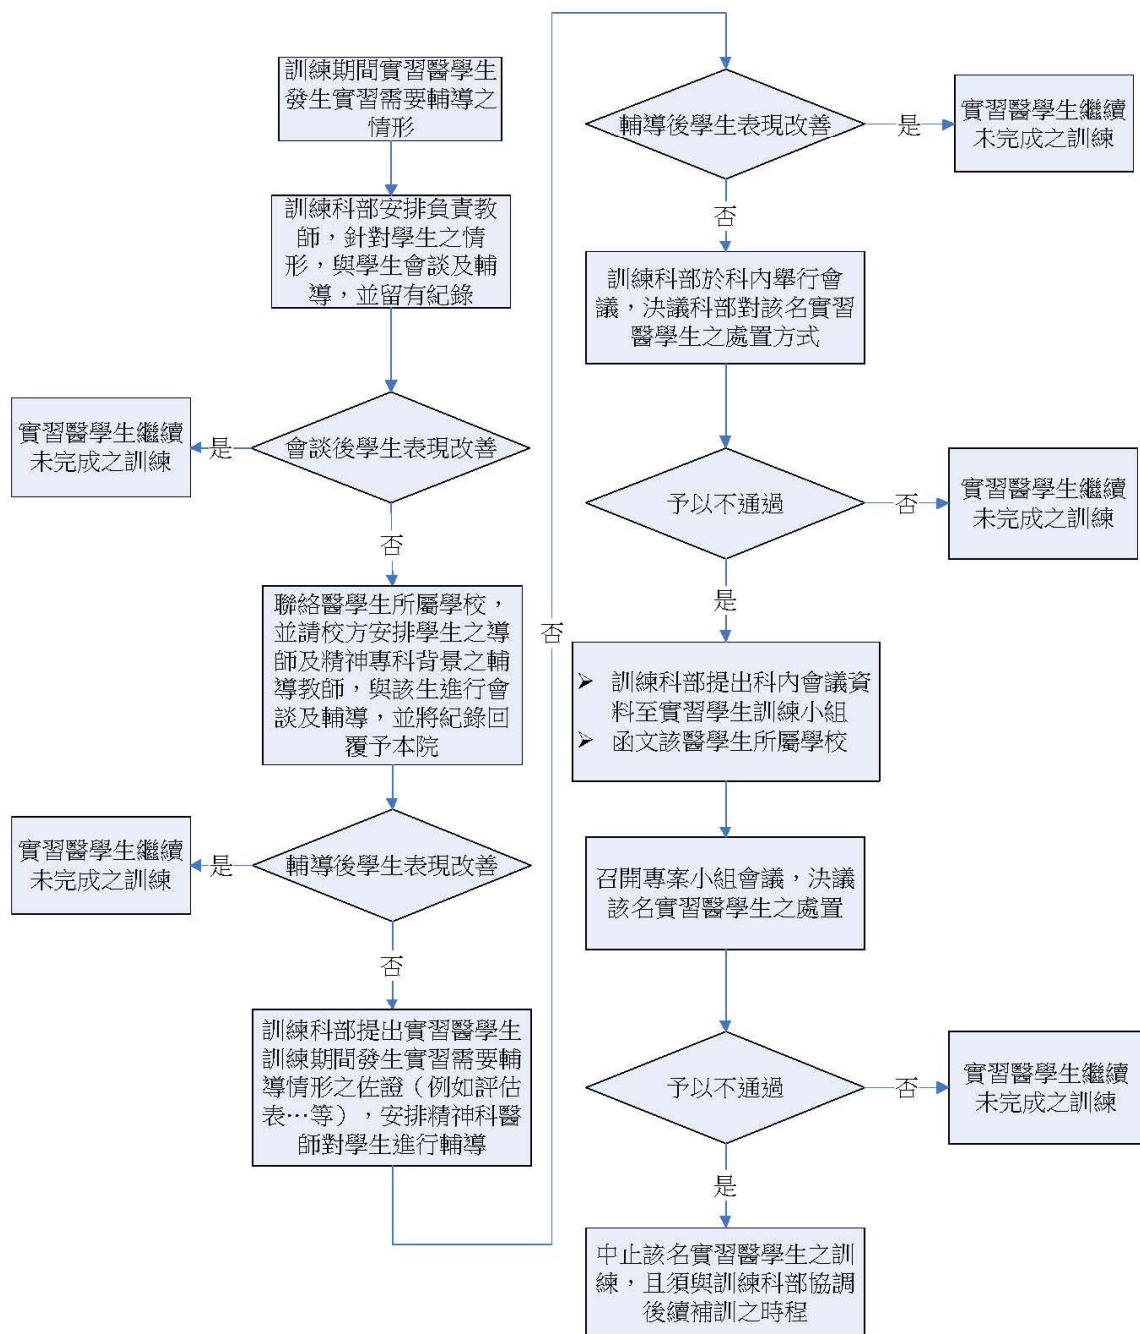 訓練期間實習醫學生
發生實習需要輔導之
情形
訓練科部安排負責教
師，針對學生之情
形，與學生會談及輔
導，並留有紀錄
會談後學生表現改善
是
實習醫學生繼續
未完成之訓練
否
聯絡醫學生所屬學校，
並請校方安排學生之導
師及精神專科背景之輔
導教師，與該生進行會
談及輔導，並將紀錄回
覆予本院
輔導後學生表現改善
是
實習醫學生繼續
未完成之訓練
否
訓練科部提出實習醫學生
訓練期間發生實習需要輔
導情形之佐證（例如評估
表…等），安排精神科醫
師對學生進行輔導
否
輔導後學生表現改善
是
實習醫學生繼續
未完成之訓練
否
訓練科部於科內舉行會
議，決議科部對該名實習
醫學生之處置方式
予以不通過
否
實習醫學生繼續
未完成之訓練
是
➢ 訓練科部提出科內會議資
料至實習學生訓練小組
➢ 函文該醫學生所屬學校
召開專案小組會議，決議
該名實習醫學生之處置
予以不通過
否
實習醫學生繼續
未完成之訓練
是
中止該名實習醫學生之訓
練，且須與訓練科部協調
後續補訓之時程